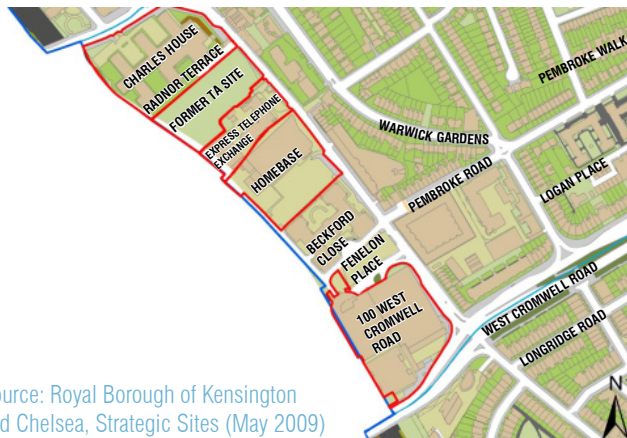 CHARLES HOUSE
RADNOR TERRACE
FORMER TA SITE
EXPRESS TELEPHONE
EXCHANGE
HOMEBASE
BECKFORD
CLOSE
FENELON
PLACE
100 WEST
CROMWELL
ROAD
PEMBROKE WALK
WARWICK GARDENS
PEMBROKE ROAD
LOGAN PLACE
WEST CROMWELL ROAD
LONGRIDGE ROAD
N
ource: Royal Borough of Kensington
d Chelsea, Strategic Sites (May 2009)